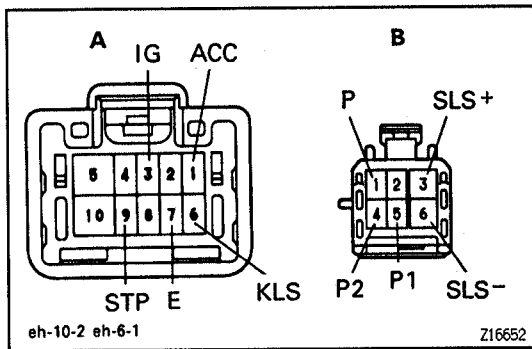 A
B
IG ACC
P SLS+
5 4 3 2 1
10 9 8 7 6
1 2 3
4 5 6
STP E KLS
P2 P1 SLS-
eh-10-2 eh-6-1
Z16652